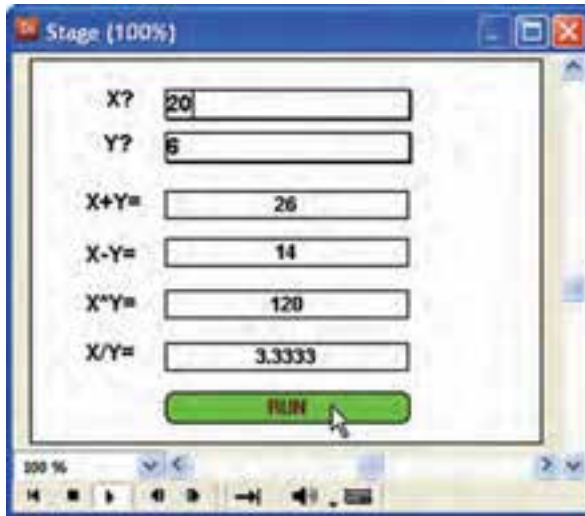 Stage (100%)
X? 20
Y? 6
X+Y= 26
X-Y= 14
X*Y= 120
X/Y= 3.3333
RUN
100 %